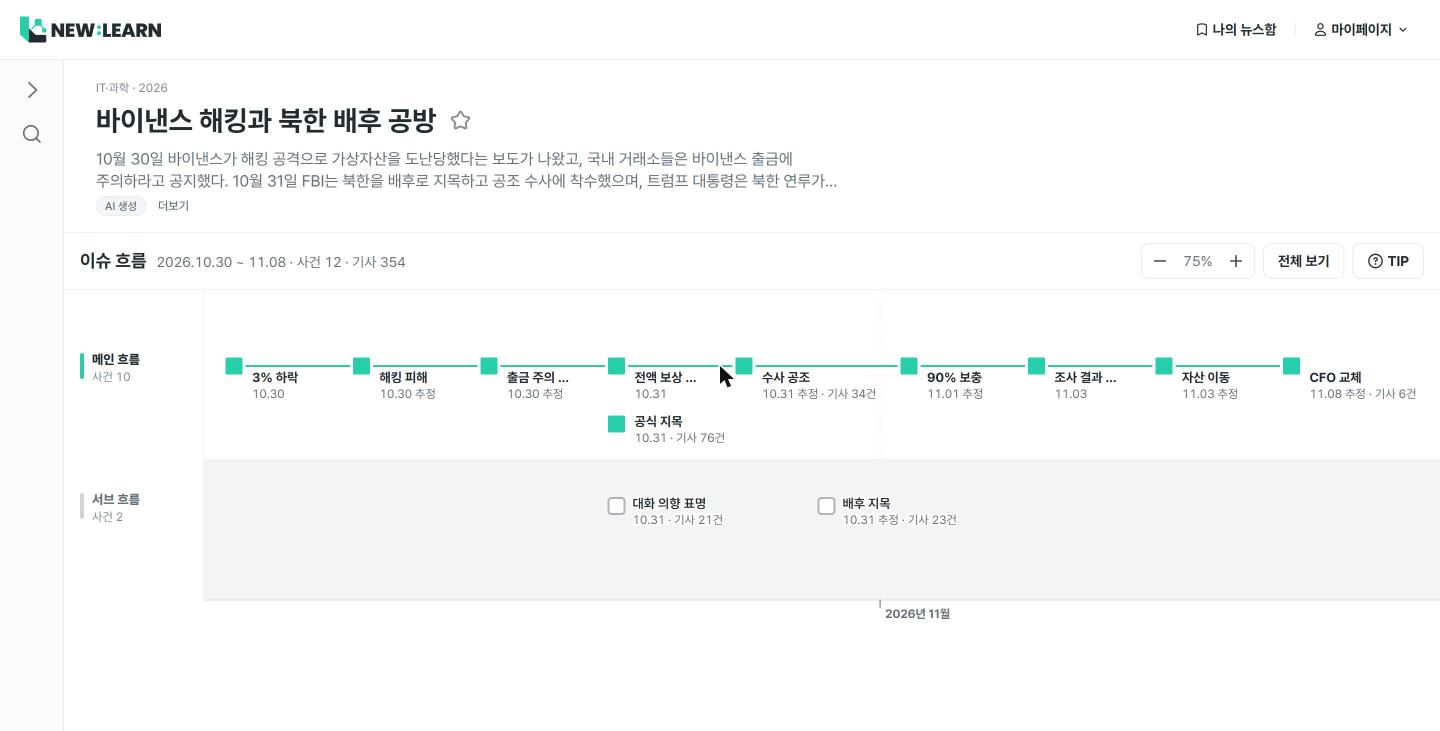 NEW:LEARN
나의 뉴스함
마이페이지
IT·과학 · 2026
바이낸스 해킹과 북한 배후 공방
10월 30일 바이낸스가 해킹 공격으로 가상자산을 도난당했다는 보도가 나왔고, 국내 거래소들은 바이낸스 출금에
주의하라고 공지했다. 10월 31일 FBI는 북한을 배후로 지목하고 공조 수사에 착수했으며, 트럼프 대통령은 북한 연루가...
AI 생성 더보기
이슈 흐름 2026.10.30 ~ 11.08 · 사건 12 · 기사 354
75%
전체 보기
TIP
메인 흐름
사건 10
3% 하락
10.30
해킹 피해
10.30 추정
출금 주의 ...
10.30 추정
전액 보상 ...
10.31
수사 공조
10.31 추정 · 기사 34건
90% 보충
11.01 추정
조사 결과 ...
11.03
자산 이동
11.03 추정
CFO 교체
11.08 추정 · 기사 6건
공식 지목
10.31 · 기사 76건
서브 흐름
사건 2
대화 의향 표명
10.31 · 기사 21건
배후 지목
10.31 추정 · 기사 23건
2026년 11월